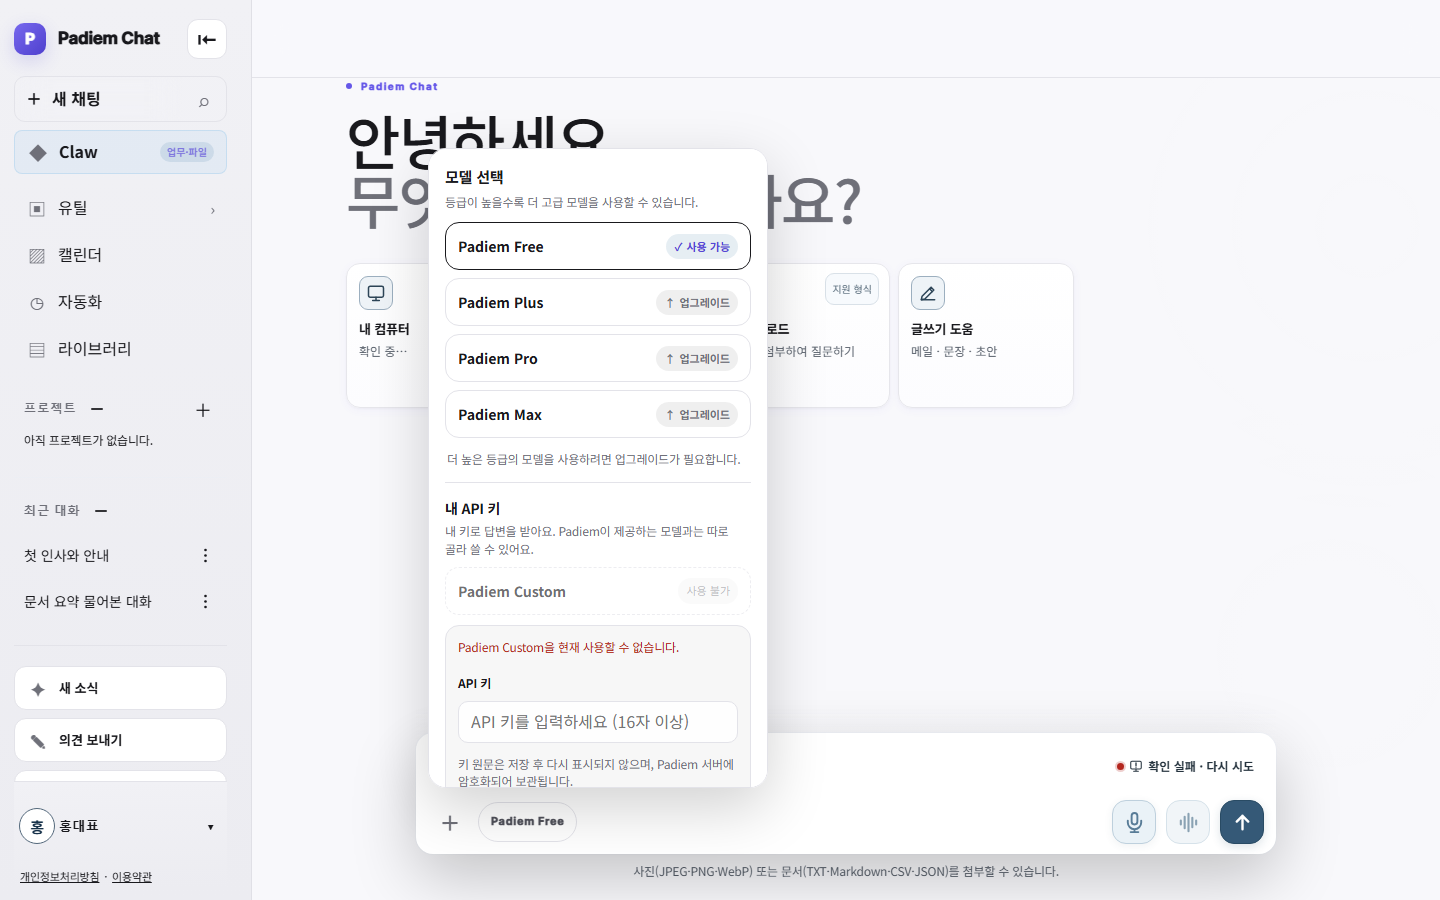 P Padiem Chat
+ 새 채팅
Claw 업무·파일
유틸
캘린더
자동화
라이브러리
프로젝트
아직 프로젝트가 없습니다.
최근 대화
첫 인사와 안내
문서 요약 물어본 대화
새 소식
의견 보내기
홍 홍대표
개인정보처리방침 · 이용약관
Padiem Chat
안녕하세요
무
까요?
내 컴퓨터
확인 중…
지원 형식
로드
첨부하여 질문하기
글쓰기 도움
메일 · 문장 · 초안
모델 선택
등급이 높을수록 더 고급 모델을 사용할 수 있습니다.
Padiem Free ✓ 사용 가능
Padiem Plus ↑ 업그레이드
Padiem Pro ↑ 업그레이드
Padiem Max ↑ 업그레이드
더 높은 등급의 모델을 사용하려면 업그레이드가 필요합니다.
내 API 키
내 키로 답변을 받아요. Padiem이 제공하는 모델과는 따로
골라 쓸 수 있어요.
Padiem Custom 사용 불가
Padiem Custom을 현재 사용할 수 없습니다.
API 키
API 키를 입력하세요 (16자 이상)
키 원문은 저장 후 다시 표시되지 않으며, Padiem 서버에
암호화되어 보관됩니다.
확인 실패 · 다시 시도
+ Padiem Free
사진(JPEG·PNG·WebP) 또는 문서(TXT·Markdown·CSV·JSON)를 첨부할 수 있습니다.